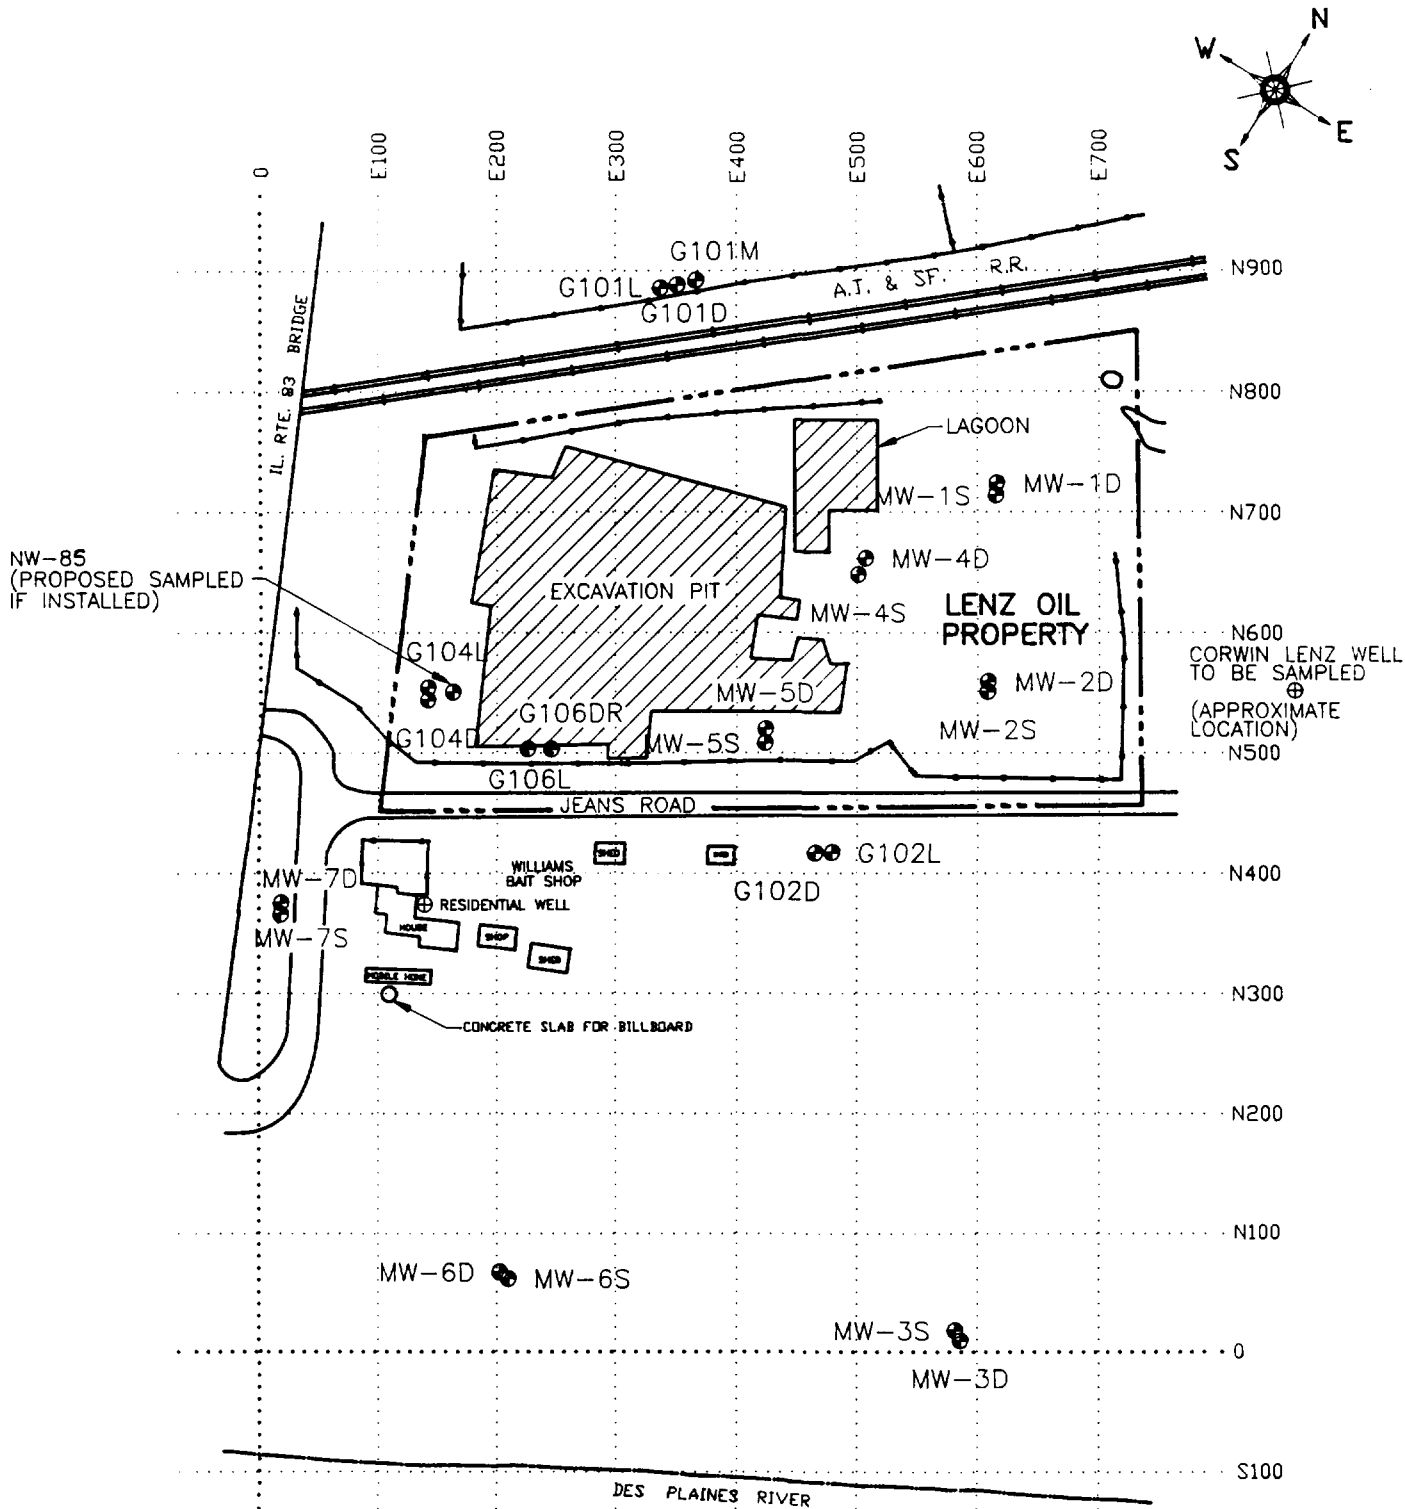 N
W
E
S
0
E100
E200
E300
E400
E500
E600
E700
G101M
G101L
G101D
A.T. & SF. R.R.
N900
IL. RTE. 83 BRIDGE
N800
LAGOON
MW-1S
MW-1D
N700
NW-85
(PROPOSED SAMPLED
IF INSTALLED)
EXCAVATION PIT
MW-4D
MW-4S
LENZ OIL
PROPERTY
N600
G104L
CORWIN LENZ WELL
TO BE SAMPLED
(APPROXIMATE
LOCATION)
MW-5D
MW-2D
G106DR
MW-2S
G104D
MW-5S
N500
G106L
JEANS ROAD
SHED
WILLIAMS
BAIT SHOP
G102L
MW-7D
G102D
N400
RESIDENTIAL WELL
HOUSE
MW-7S
SHOP
SHED
MOBILE HOME
N300
CONCRETE SLAB FOR BILLBOARD
N200
N100
MW-6D
MW-6S
MW-3S
0
MW-3D
S100
DES PLAINES RIVER